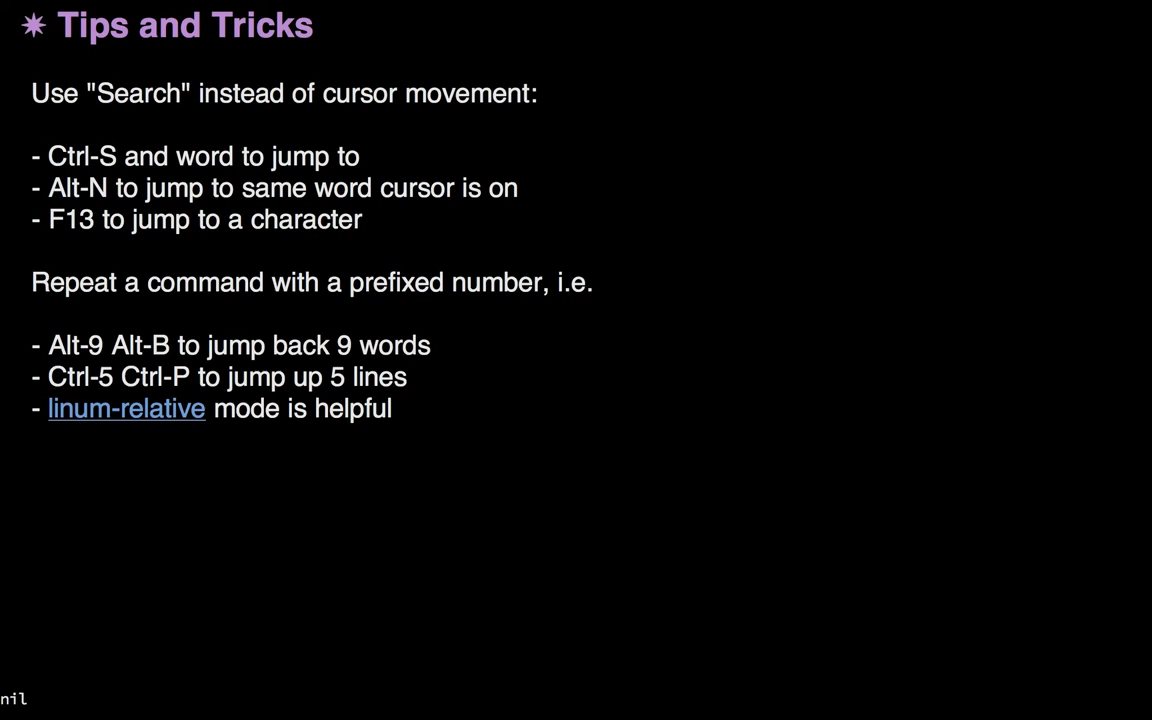 ✷ Tips and Tricks
Use "Search" instead of cursor movement:
- Ctrl-S and word to jump to
- Alt-N to jump to same word cursor is on
- F13 to jump to a character
Repeat a command with a prefixed number, i.e.
- Alt-9 Alt-B to jump back 9 words
- Ctrl-5 Ctrl-P to jump up 5 lines
- linum-relative mode is helpful
nil